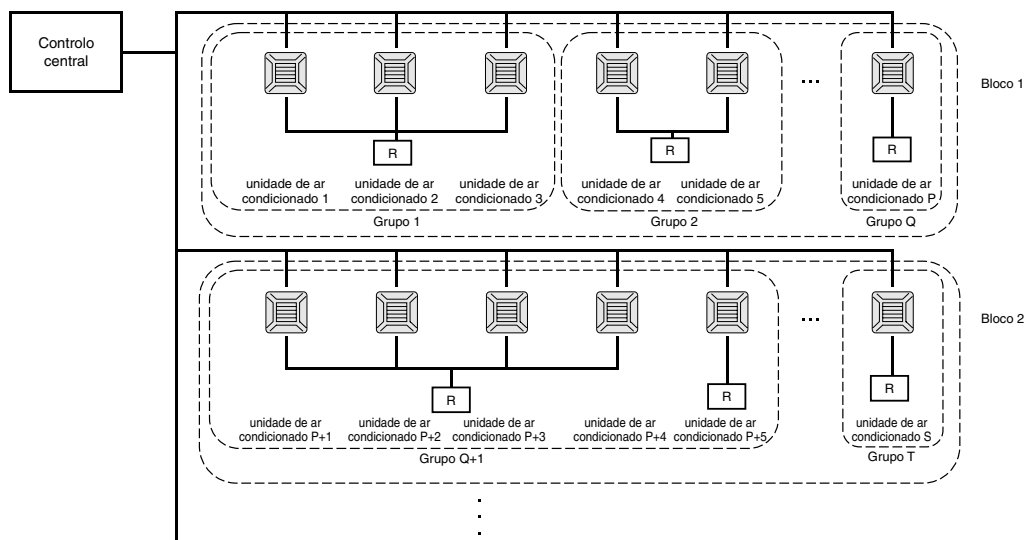 Controlo
central
Bloco 1
R
R
R
unidade de ar
condicionado 1
unidade de ar
condicionado 2
unidade de ar
condicionado 3
unidade de ar
condicionado 4
unidade de ar
condicionado 5
unidade de ar
condicionado P
Grupo 1
Grupo 2
Grupo Q
...
Bloco 2
...
R
R
R
unidade de ar
condicionado P+1
unidade de ar
condicionado P+2
unidade de ar
condicionado P+3
unidade de ar
condicionado P+4
unidade de ar
condicionado P+5
unidade de ar
condicionado S
Grupo Q+1
Grupo T